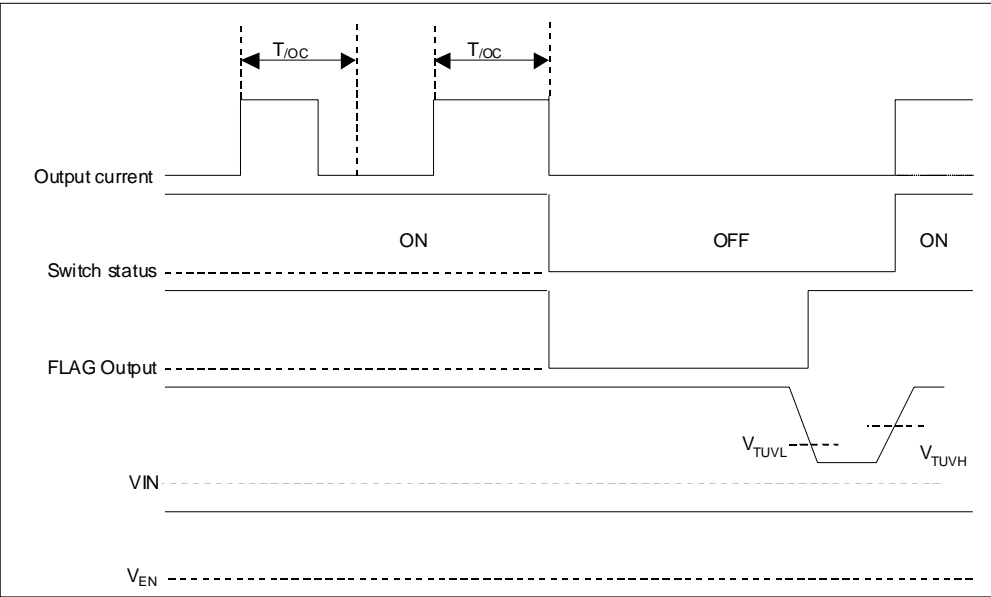 T/OC T/OC
Output current
ON OFF ON
Switch status
FLAG Output
VTUVL
VTUVH
VIN
VEN